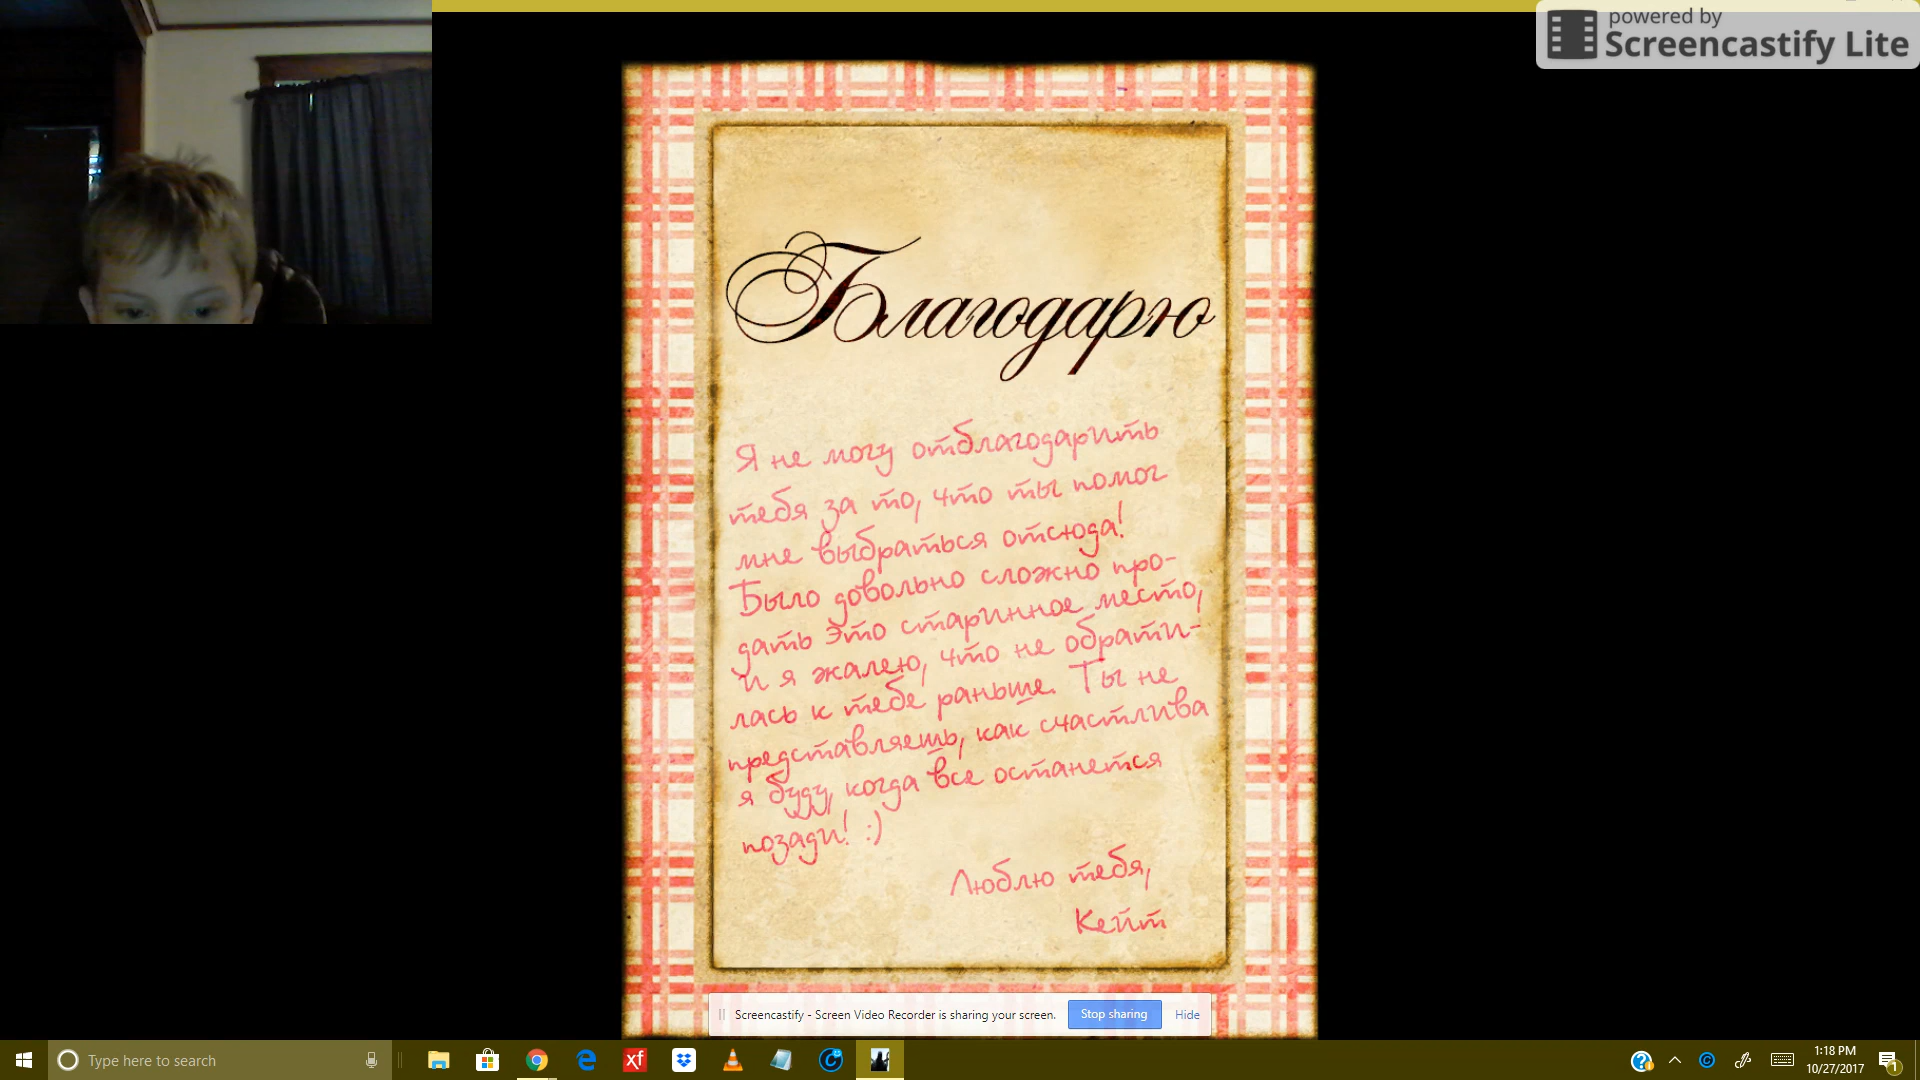 powered by
Screencastify Lite
Благодарю
Я не могу отблагодарить
тебя за то, что ты помог
мне выбраться отсюда!
Было довольно сложно про-
дать это старинное место,
и я жалею, что не обрати-
лась к тебе раньше. Ты не
представляешь, как счастлива
я буду, когда все останется
позади! :)
Люблю тебя,
Кейт
Screencastify - Screen Video Recorder is sharing your screen. Stop sharing Hide
Type here to search
xf
1:18 PM
10/27/2017
1